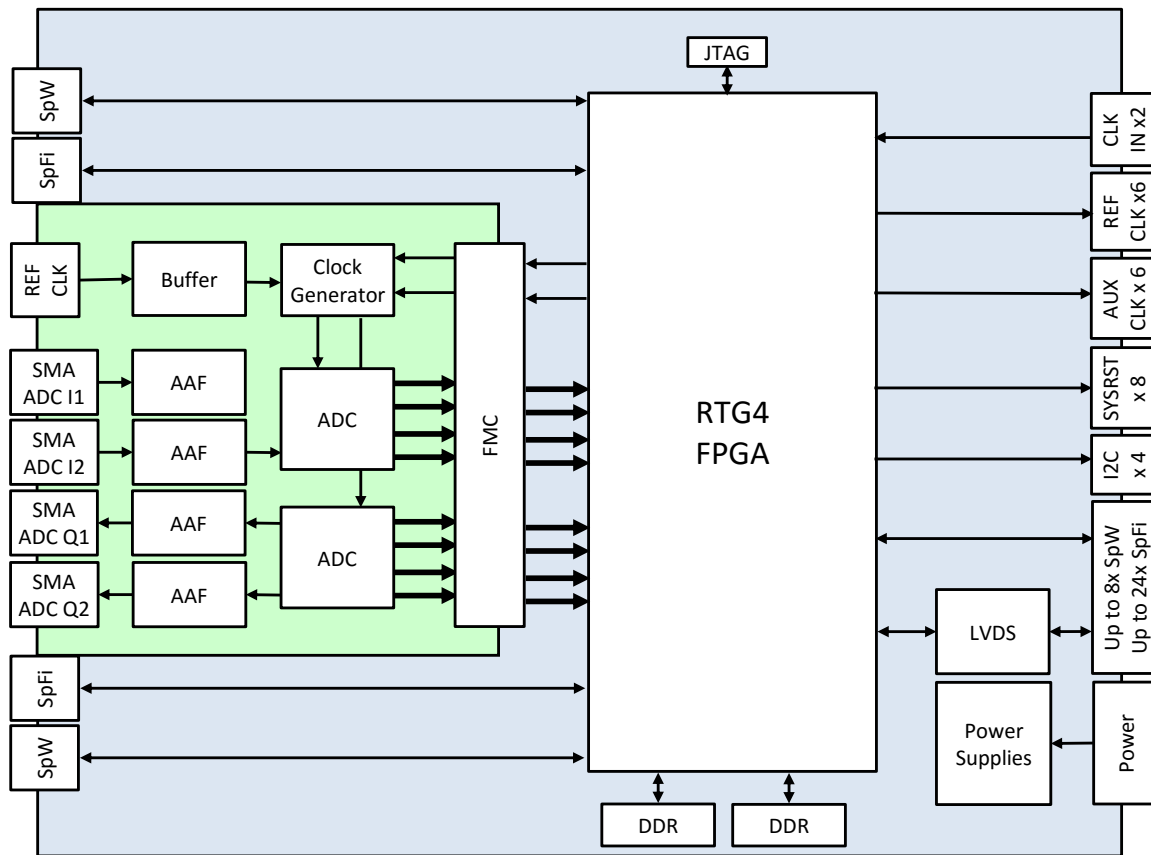 JTAG
SpW
SpFi
CLK
IN x2
REF
CLK x6
AUX
CLK x 6
SYSRST
x 8
I2C
x 4
Up to 8x SpW
Up to 24x SpFi
Power
REF
CLK
Buffer
Clock
Generator
FMC
SMA
ADC I1
AAF
ADC
SMA
ADC I2
AAF
SMA
ADC Q1
AAF
ADC
SMA
ADC Q2
AAF
RTG4
FPGA
LVDS
Power
Supplies
SpFi
SpW
DDR
DDR